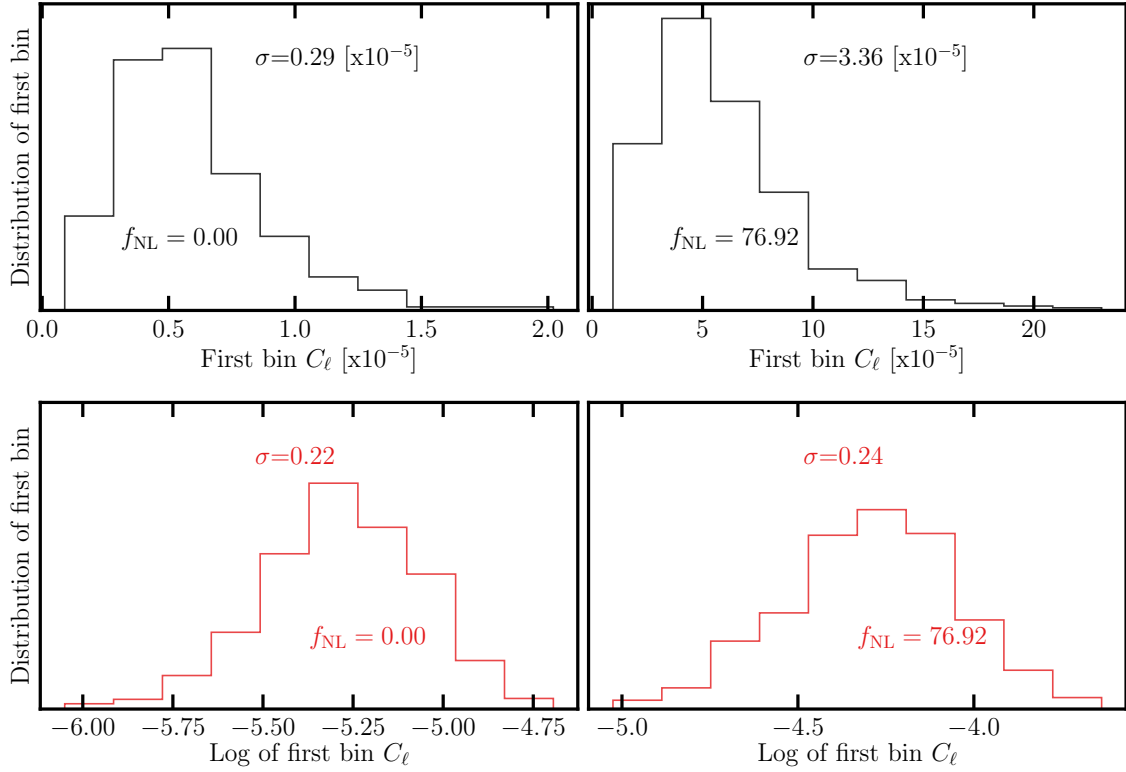 Distribution of first bin
σ=0.29 [x10⁻⁵]
f_NL = 0.00
0.0 0.5 1.0 1.5 2.0
First bin C_ℓ [x10⁻⁵]
σ=3.36 [x10⁻⁵]
f_NL = 76.92
0 5 10 15 20
First bin C_ℓ [x10⁻⁵]
Distribution of first bin
σ=0.22
f_NL = 0.00
−6.00 −5.75 −5.50 −5.25 −5.00 −4.75
Log of first bin C_ℓ
σ=0.24
f_NL = 76.92
−5.0 −4.5 −4.0
Log of first bin C_ℓ